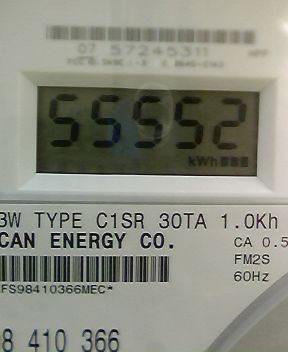 07 57245311
55552
kWh
3W TYPE C1SR 30TA 1.0Kh
CAN ENERGY CO.
CA 0.5
FM2S
60Hz
FS98410366MEC*
8 410 366